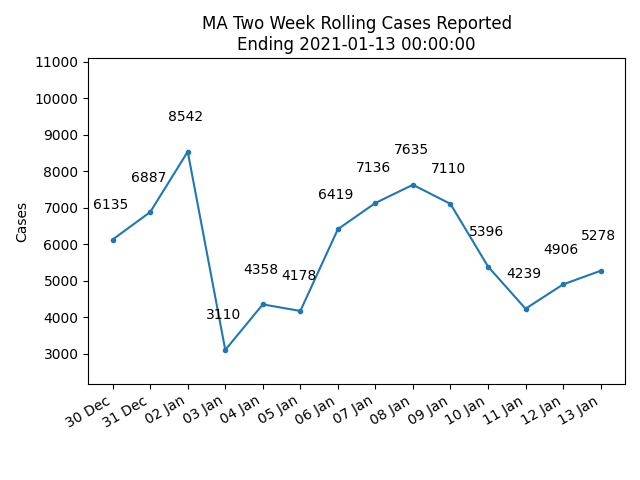 MA Two Week Rolling Cases Reported
Ending 2021-01-13 00:00:00
Cases
11000
10000
9000
8000
7000
6000
5000
4000
3000
6135
6887
8542
3110
4358
4178
6419
7136
7635
7110
5396
4239
4906
5278
30 Dec
31 Dec
02 Jan
03 Jan
04 Jan
05 Jan
06 Jan
07 Jan
08 Jan
09 Jan
10 Jan
11 Jan
12 Jan
13 Jan